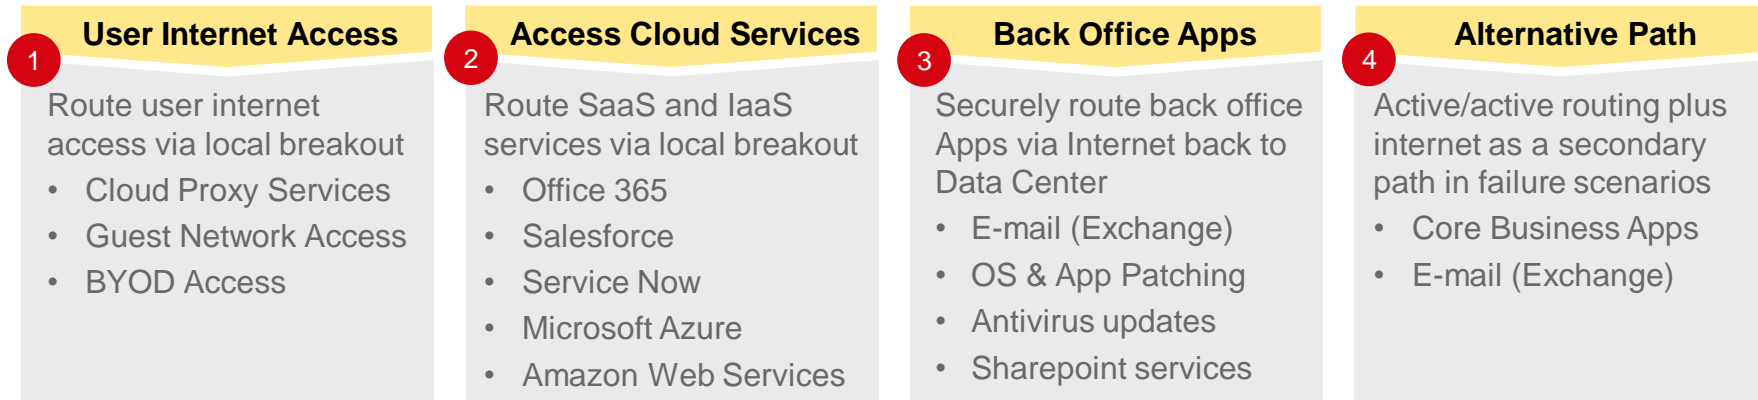 1
User Internet Access
Route user internet
access via local breakout
• Cloud Proxy Services
• Guest Network Access
• BYOD Access
2
Access Cloud Services
Route SaaS and IaaS
services via local breakout
• Office 365
• Salesforce
• Service Now
• Microsoft Azure
• Amazon Web Services
3
Back Office Apps
Securely route back office
Apps via Internet back to
Data Center
• E-mail (Exchange)
• OS & App Patching
• Antivirus updates
• Sharepoint services
4
Alternative Path
Active/active routing plus
internet as a secondary
path in failure scenarios
• Core Business Apps
• E-mail (Exchange)